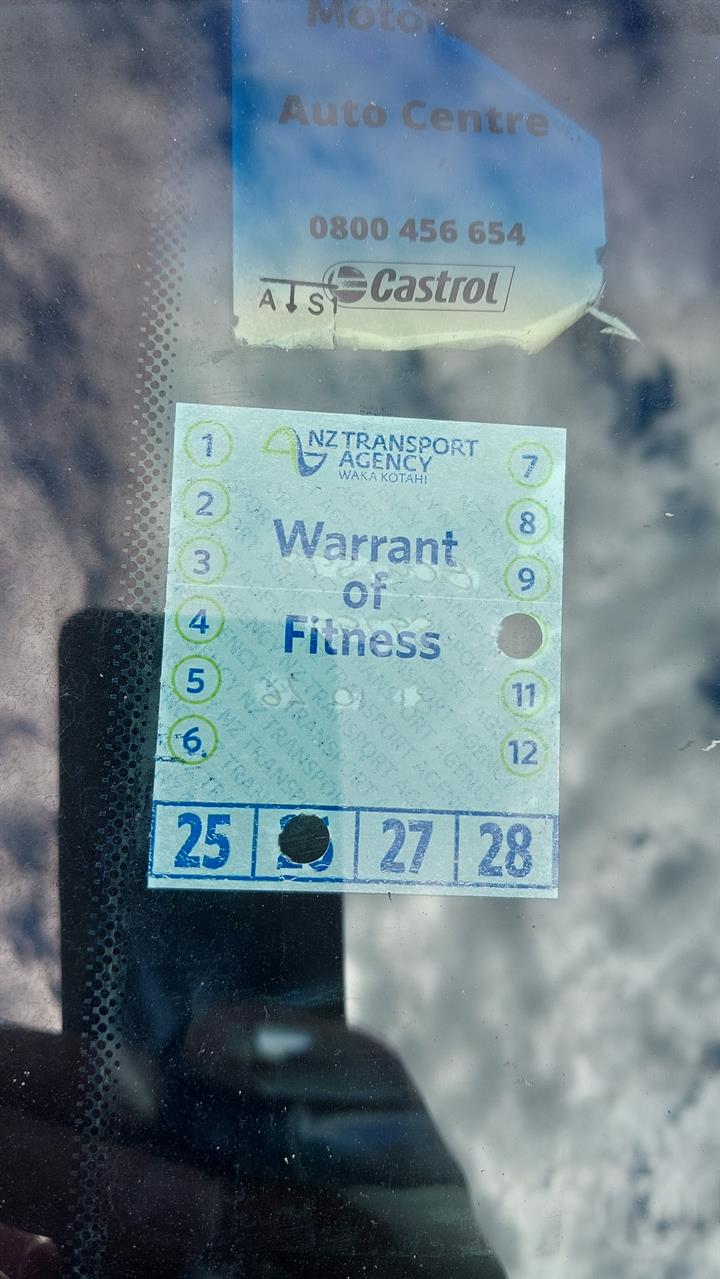 Motor
Auto Centre
0800 456 654
Castrol
A S
1
2
3
4
5
6
NZ TRANSPORT
AGENCY
WAKA KOTAHI
Warrant
of
Fitness
7
8
9
11
12
25 27 28